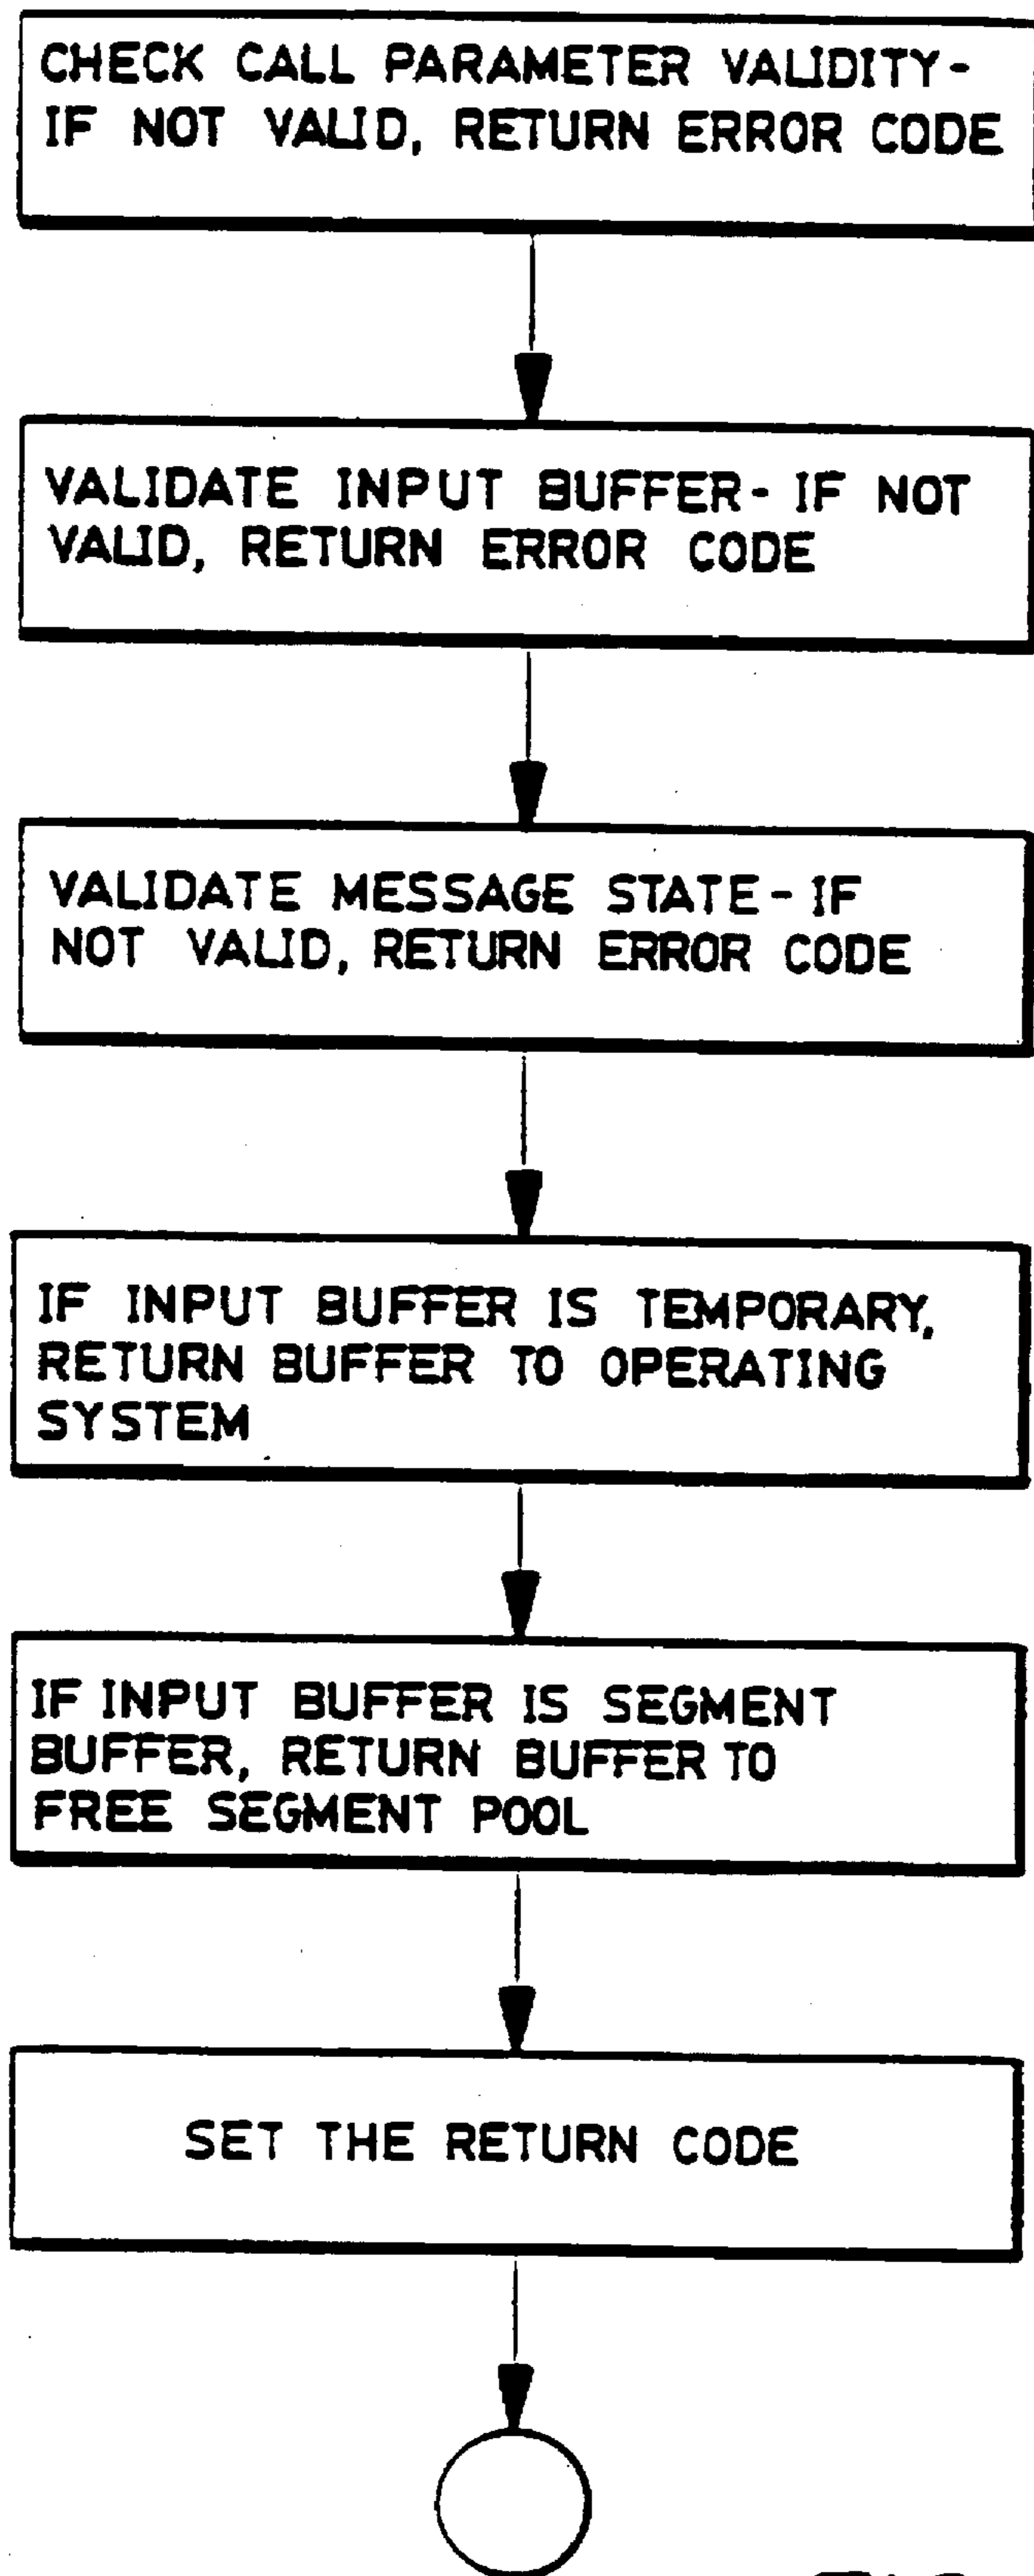 CHECK CALL PARAMETER VALIDITY-
IF NOT VALID, RETURN ERROR CODE
VALIDATE INPUT BUFFER- IF NOT
VALID, RETURN ERROR CODE
VALIDATE MESSAGE STATE- IF
NOT VALID, RETURN ERROR CODE
IF INPUT BUFFER IS TEMPORARY,
RETURN BUFFER TO OPERATING
SYSTEM
IF INPUT BUFFER IS SEGMENT
BUFFER, RETURN BUFFER TO
FREE SEGMENT POOL
SET THE RETURN CODE